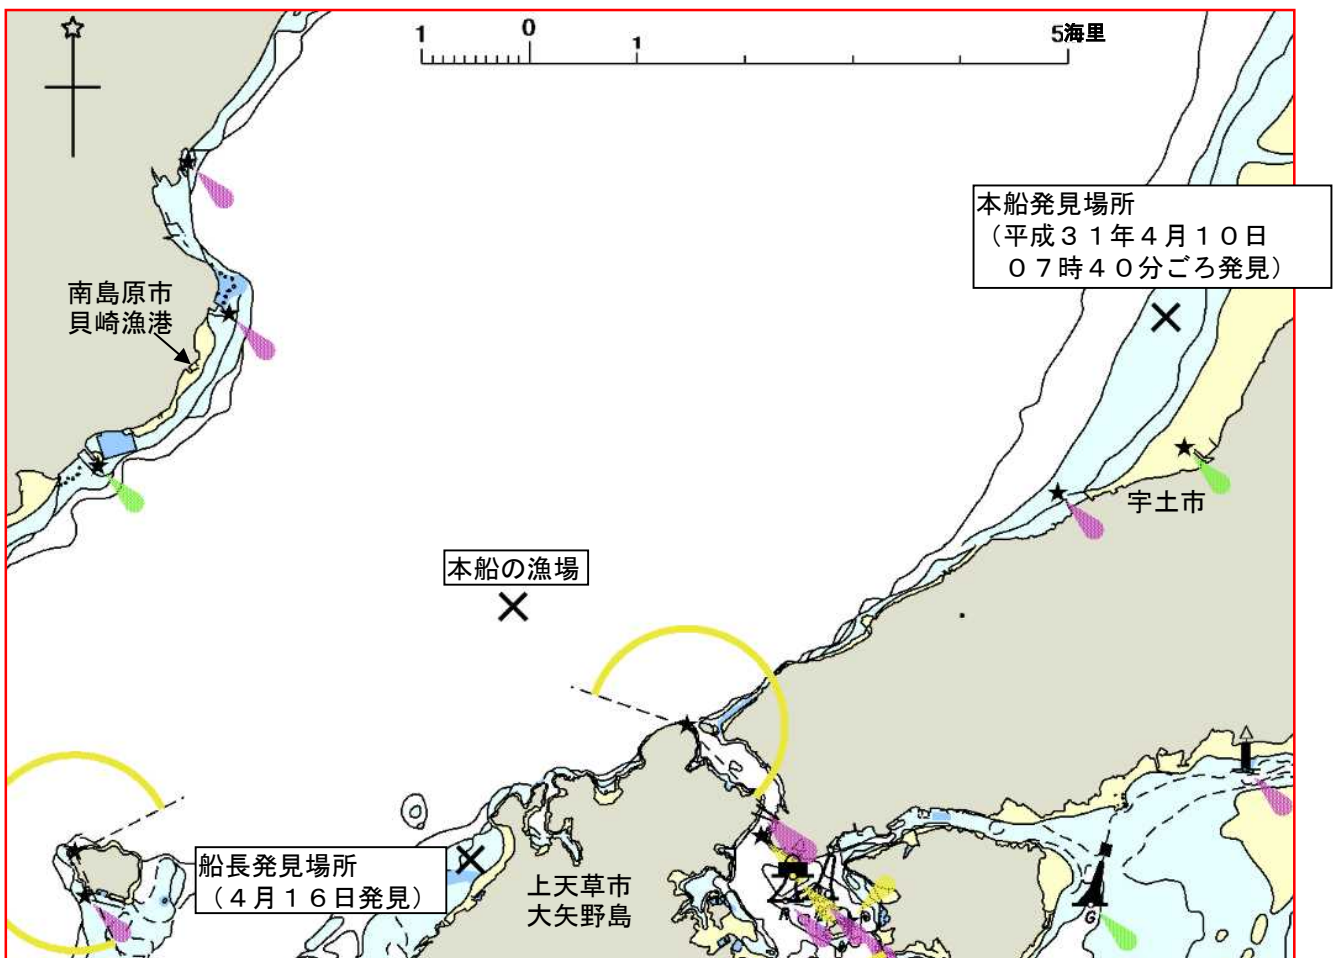 1 0 1 5海里
本船発見場所
（平成３１年４月１０日
０７時４０分ごろ発見）
南島原市
貝崎漁港
宇土市
本船の漁場
船長発見場所
（４月１６日発見）
上天草市
大矢野島
G